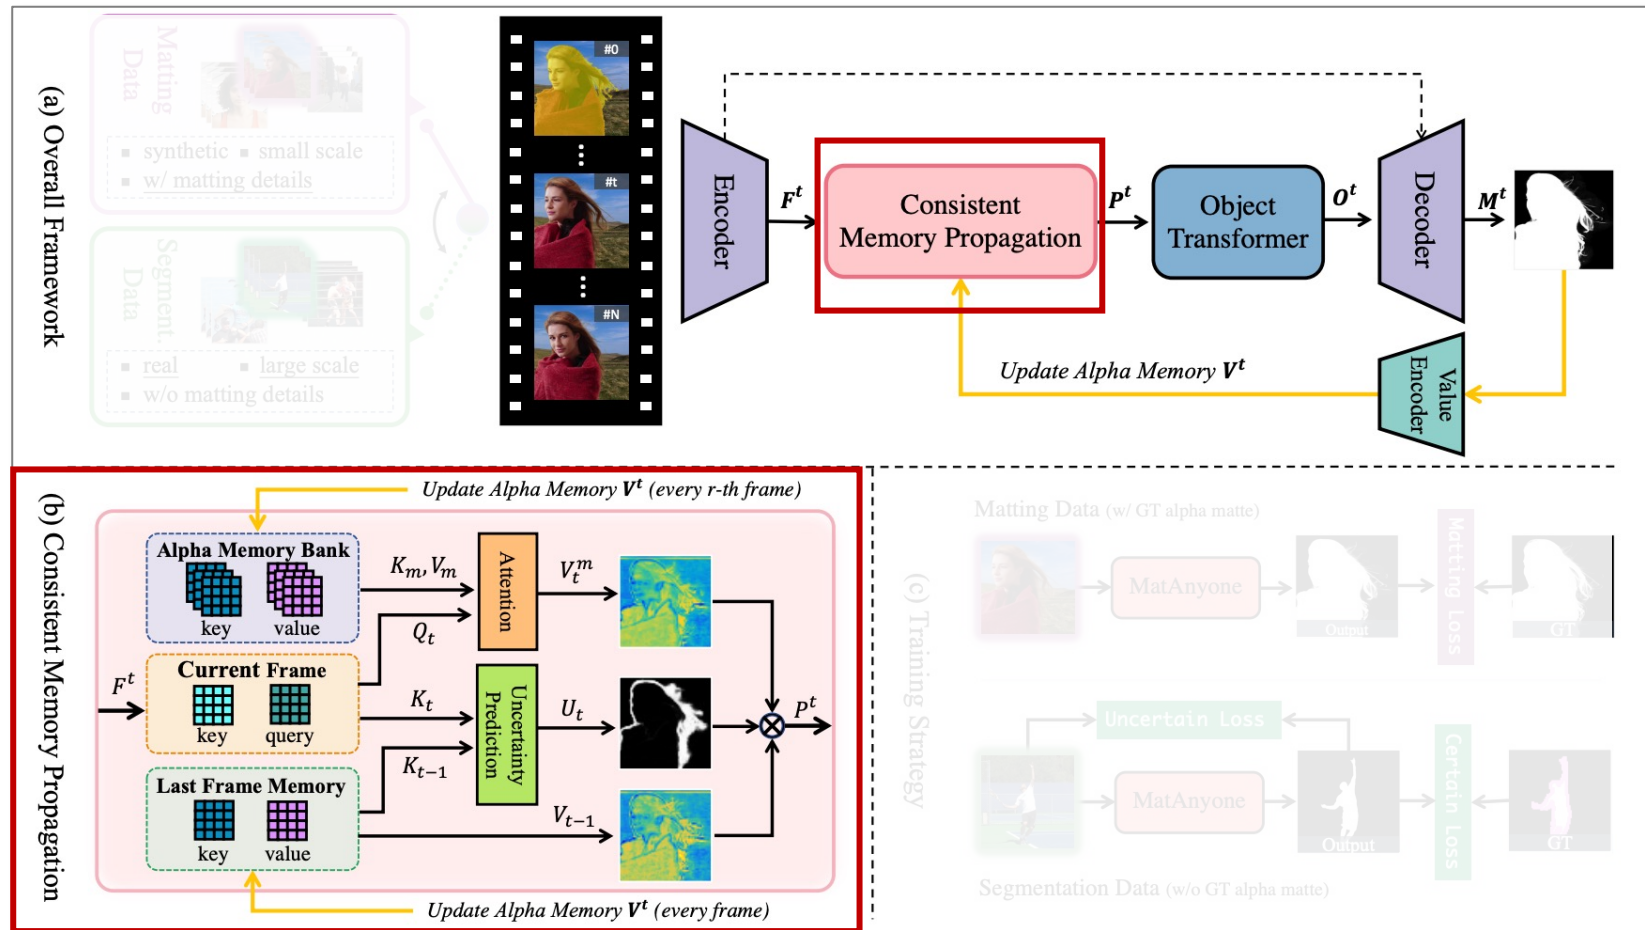 (a) Overall Framework
Matting
Data
▪ synthetic ▪ small scale
▪ w/ matting details
Segment.
Data
▪ real ▪ large scale
▪ w/o matting details
#0
#t
#N
Encoder
F^t
Consistent
Memory Propagation
P^t
Object
Transformer
O^t
Decoder
M^t
Value
Encoder
Update Alpha Memory V^t
(b) Consistent Memory Propagation
Update Alpha Memory V^t (every r-th frame)
Alpha Memory Bank
key value
F^t
Current Frame
key query
Last Frame Memory
key value
K_m, V_m
Q_t
K_t
K_{t-1}
Attention
Uncertainty
Prediction
V_t^m
U_t
V_{t-1}
P^t
Update Alpha Memory V^t (every frame)
(c) Training Strategy
Matting Data (w/ GT alpha matte)
MatAnyone
Output
Matting Loss
GT
Uncertain Loss
MatAnyone
Output
Certain Loss
GT
Segmentation Data (w/o GT alpha matte)